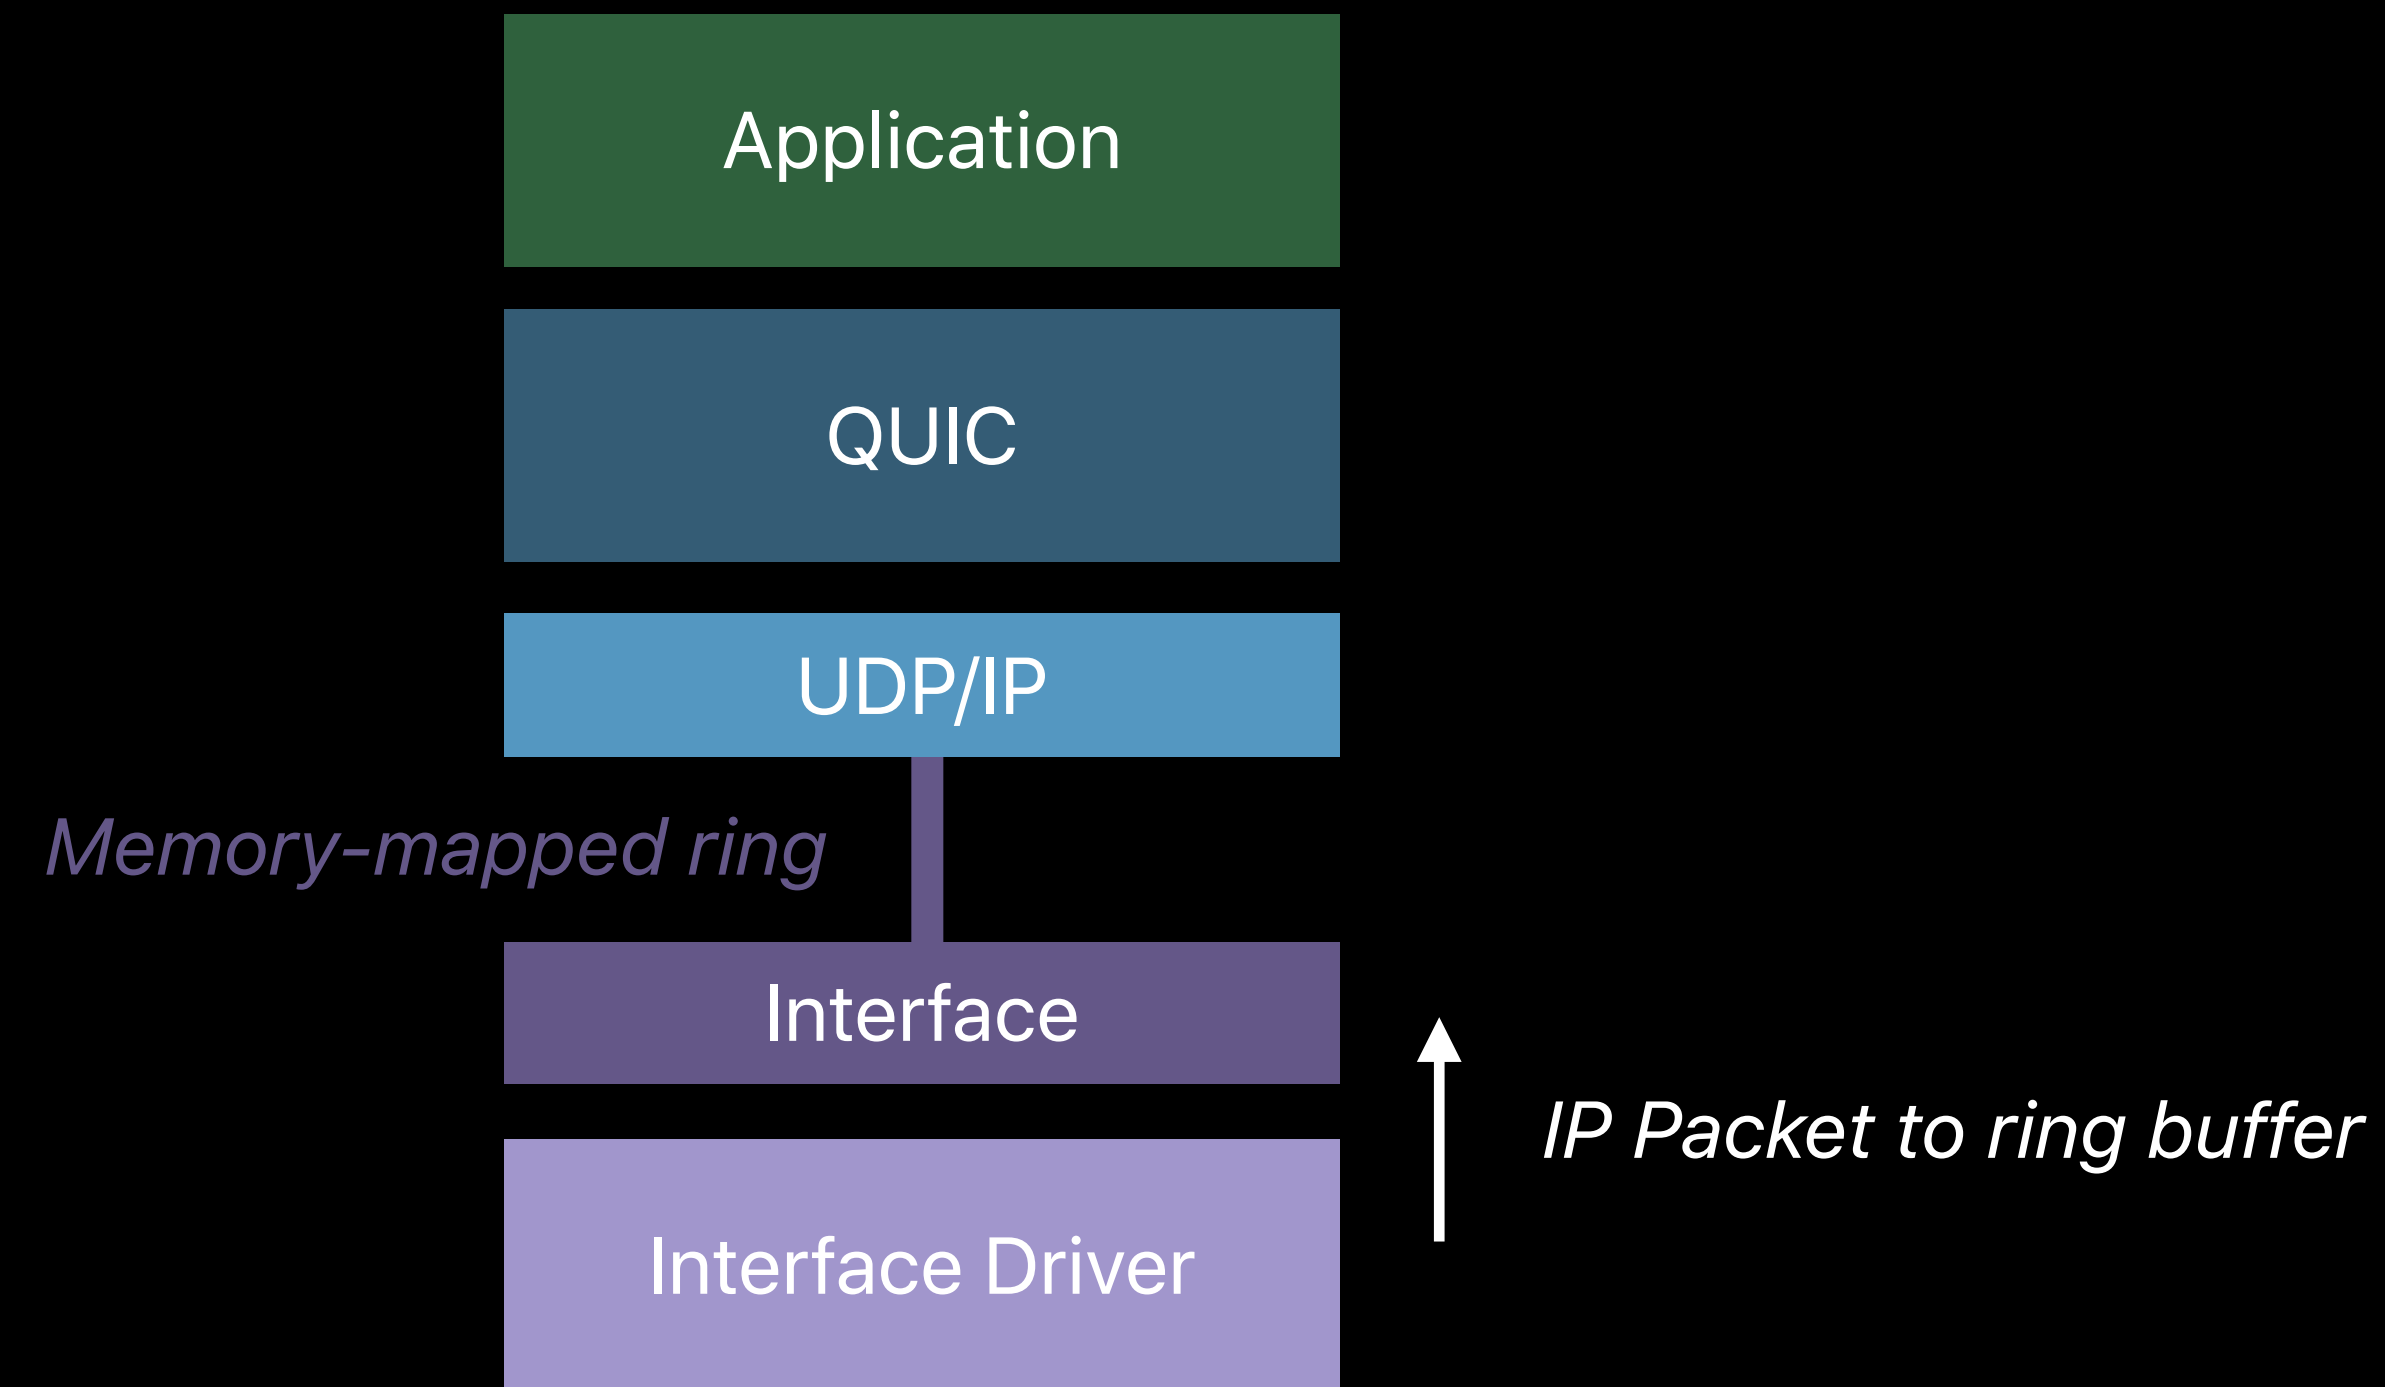 Application
QUIC
UDP/IP
Memory-mapped ring
Interface
IP Packet to ring buffer
Interface Driver